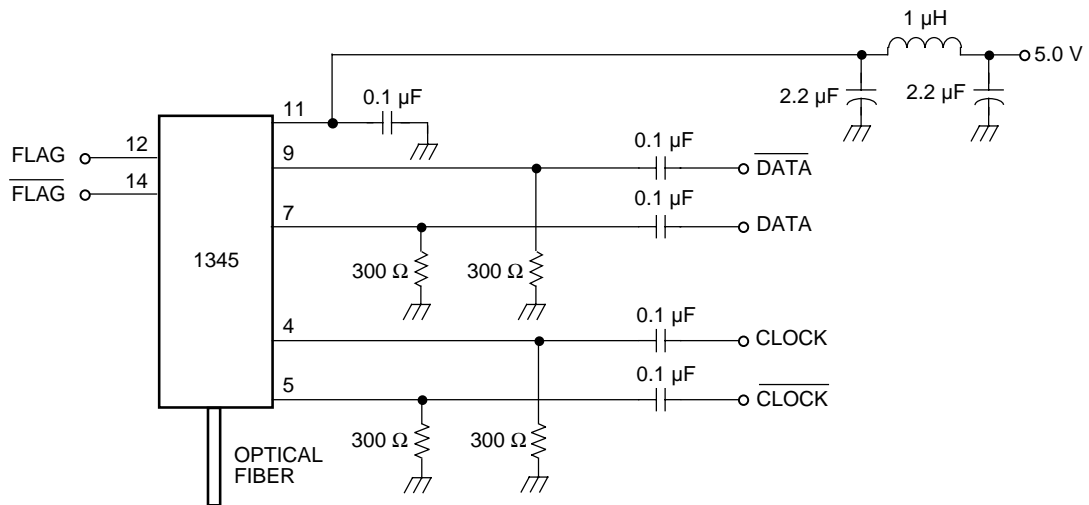 1 µH
5.0 V
2.2 µF
2.2 µF
11
0.1 µF
FLAG
12
9
0.1 µF
DATA
FLAG
14
7
0.1 µF
DATA
1345
300 Ω
300 Ω
4
0.1 µF
CLOCK
5
0.1 µF
CLOCK
300 Ω
300 Ω
OPTICAL
FIBER